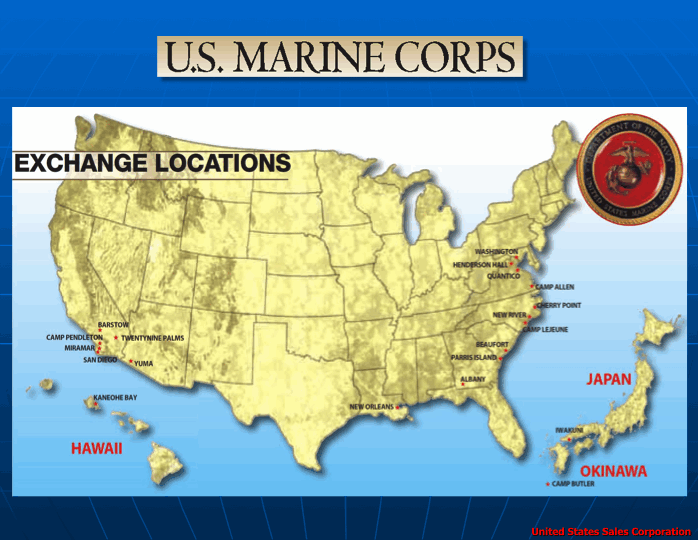 U.S. MARINE CORPS
EXCHANGE LOCATIONS
DEPARTMENT OF THE NAVY
UNITED STATES MARINE CORPS
WASHINGTON
HENDERSON HALL
QUANTICO
CAMP ALLEN
CHERRY POINT
NEW RIVER
CAMP LEJEUNE
BEAUFORT
PARRIS ISLAND
ALBANY
NEW ORLEANS
BARSTOW
CAMP PENDLETON
TWENTYNINE PALMS
MIRAMAR
SAN DIEGO
YUMA
KANEOHE BAY
HAWAII
JAPAN
IWAKUNI
OKINAWA
CAMP BUTLER
United States Sales Corporation